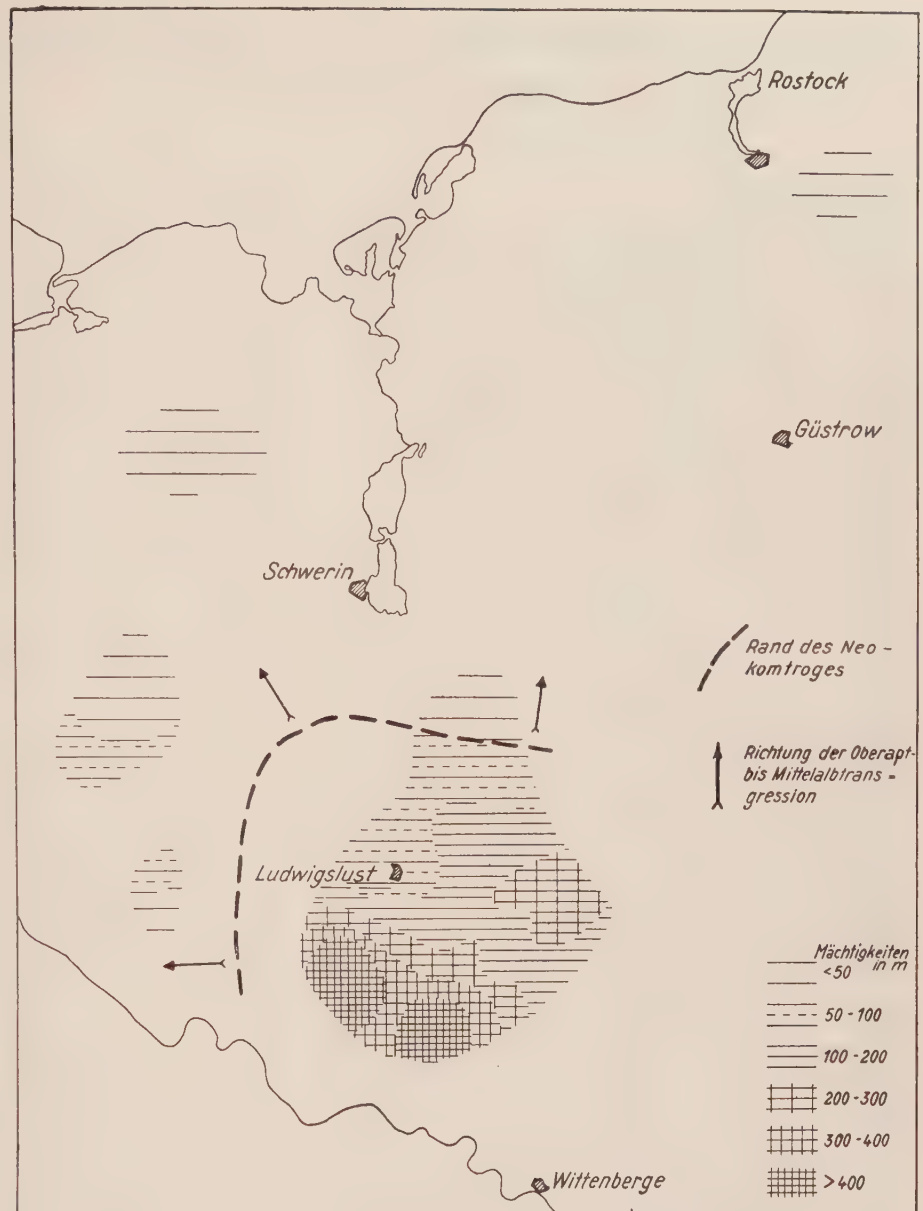 Rostock
Güstrow
Schwerin
Rand des Neo -
komtroges
Richtung der Oberapt-
bis Mittelalbtrans =
gression
Ludwigslust
Mächtigkeiten
in m
<50
50-100
100-200
200-300
300-400
>400
Wittenberge